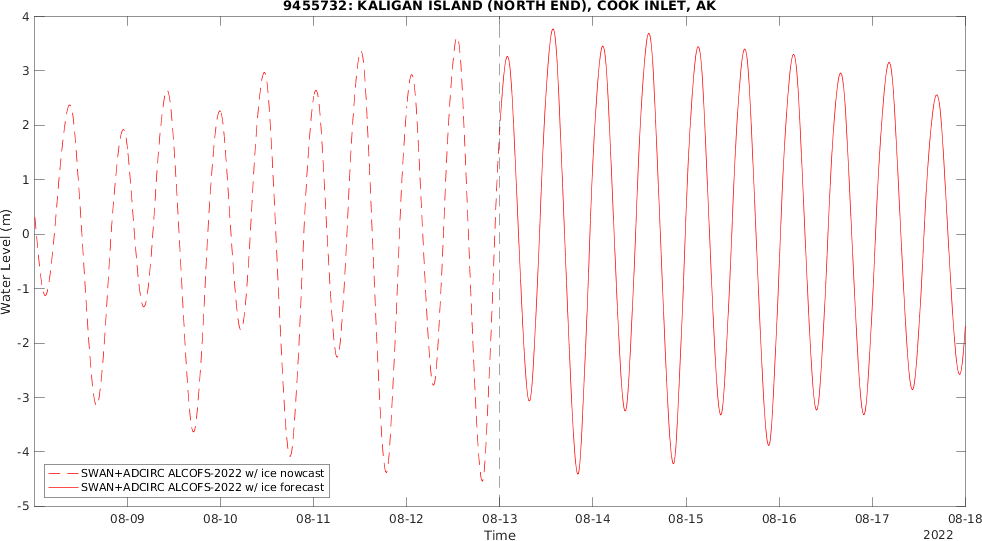 9455732: KALIGAN ISLAND (NORTH END), COOK INLET, AK
4
3
2
1
0
-1
-2
-3
-4
-5
Water Level (m)
SWAN+ADCIRC ALCOFS-2022 w/ ice nowcast
SWAN+ADCIRC ALCOFS-2022 w/ ice forecast
08-09 08-10 08-11 08-12 08-13 08-14 08-15 08-16 08-17 08-18
Time
2022